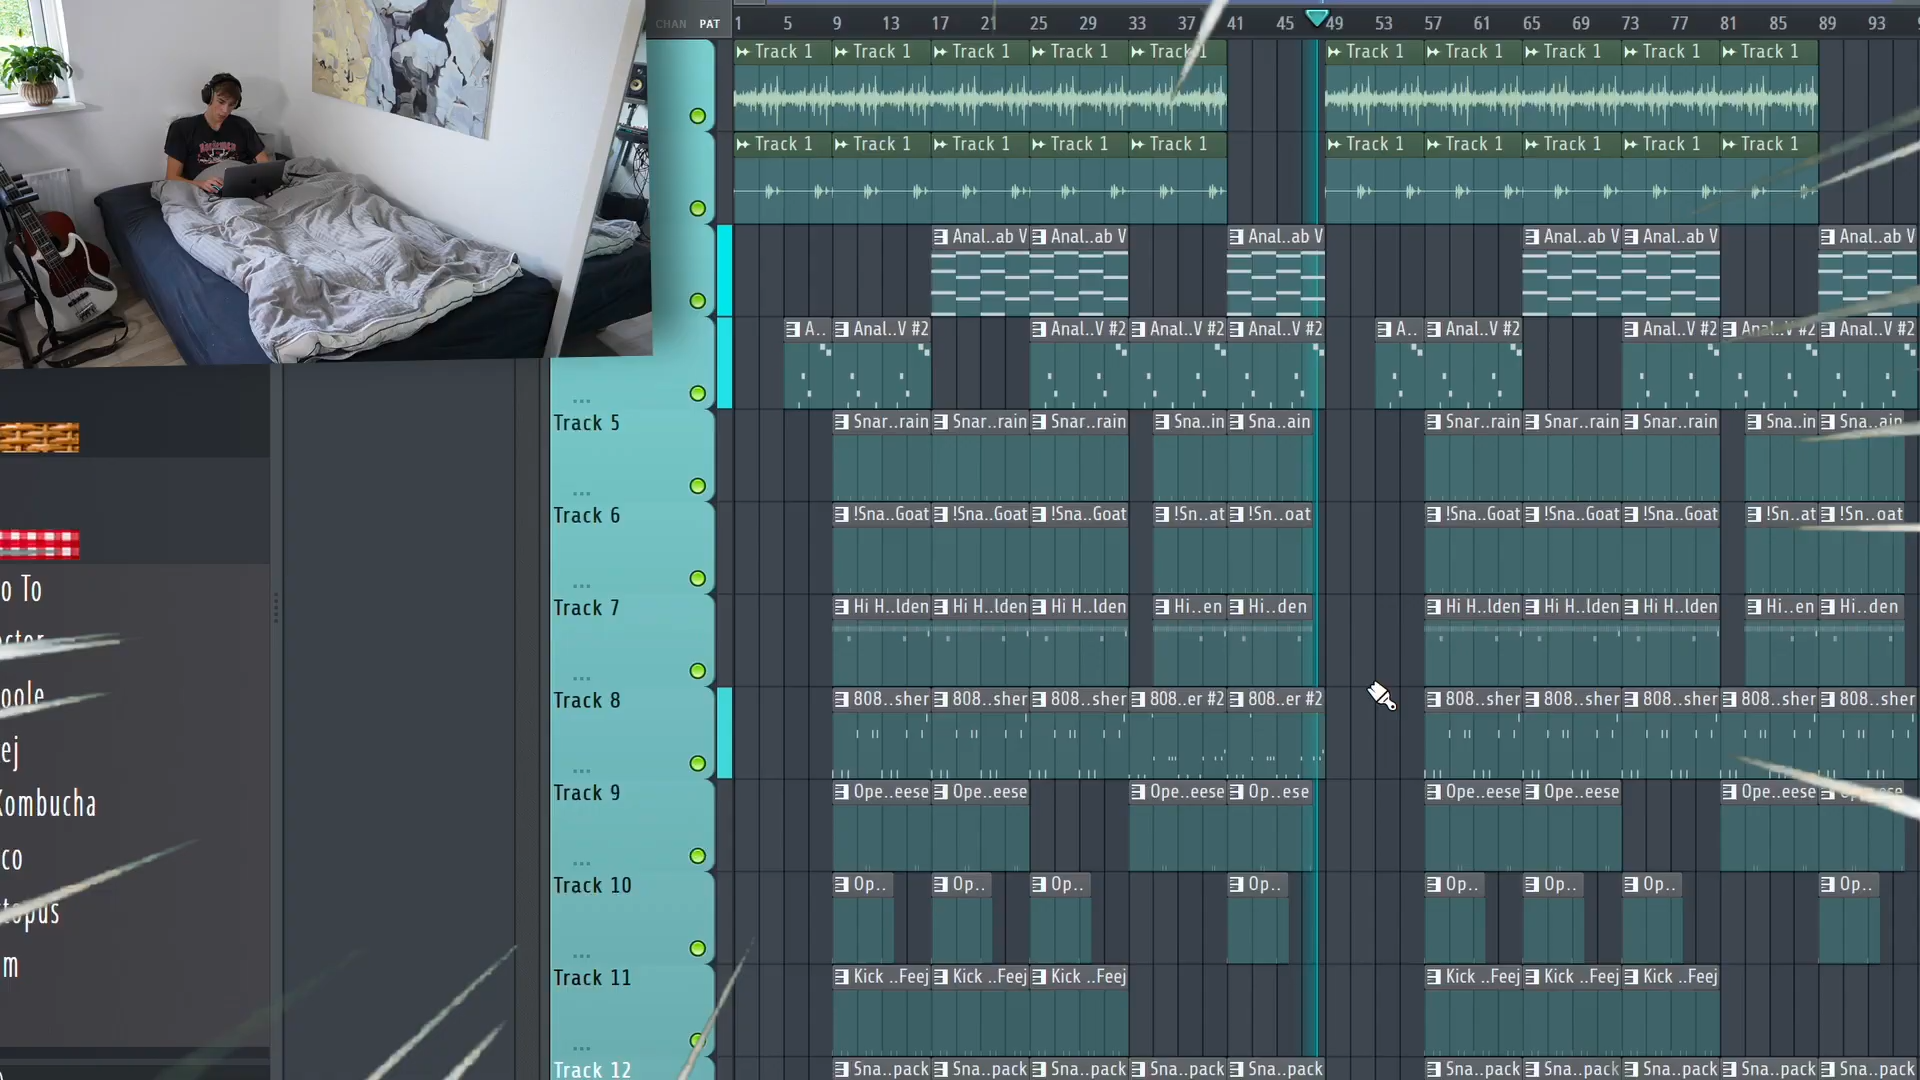 CHAN PAT 1 5 9 13 17 21 25 29 33 37 41 45 49 53 57 61 65 69 73 77 81 85 89 93
Track 1 Track 1 Track 1 Track 1 Track 1 Track 1 Track 1 Track 1 Track 1 Track 1
Track 1 Track 1 Track 1 Track 1 Track 1 Track 1 Track 1 Track 1 Track 1 Track 1
Anal..ab V Anal..ab V Anal..ab V Anal..ab V Anal..ab V Anal..ab V
A.. Anal..V #2 Anal..V #2 Anal..V #2 Anal..V #2 A.. Anal..V #2 Anal..V #2 Anal..V #2 Anal..V #2
Track 5 Snar..rain Snar..rain Snar..rain Sna..in Sna..ain Snar..rain Snar..rain Snar..rain Sna..in Sna..ain
Track 6 !Sna..Goat !Sna..Goat !Sna..Goat !Sn..at !Sn..oat !Sna..Goat !Sna..Goat !Sna..Goat !Sn..at !Sn..oat
o To
Track 7 Hi H..lden Hi H..lden Hi H..lden Hi..en Hi..den Hi H..lden Hi H..lden Hi H..lden Hi..en Hi..den
oole
Track 8 808..sher 808..sher 808..sher 808..er #2 808..er #2 808..sher 808..sher 808..sher 808..sher 808..sher
ej
Track 9 Ope..eese Ope..eese Ope..eese Op..ese Ope..eese Ope..eese Ope..eese
Kombucha
co
Track 10 Op.. Op.. Op.. Op.. Op.. Op.. Op.. Op..
topus
m
Track 11 Kick ..Feej Kick ..Feej Kick ..Feej Kick ..Feej Kick ..Feej Kick ..Feej
Track 12 Sna..pack Sna..pack Sna..pack Sna..pack Sna..pack Sna..pack Sna..pack Sna..pack Sna..pack Sna..pack